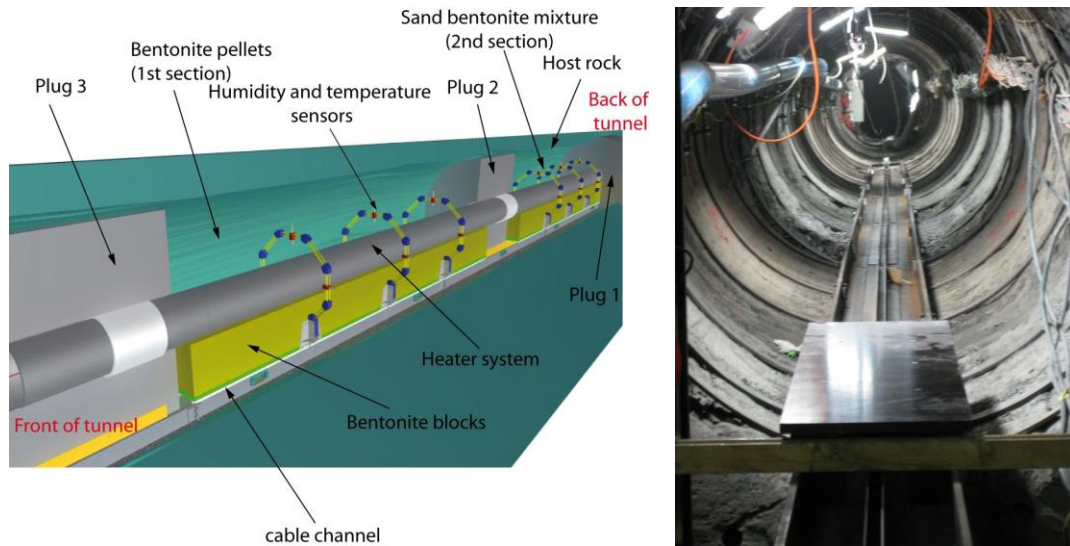 Sand bentonite mixture
(2nd section)
Bentonite pellets
(1st section)
Host rock
Plug 3
Humidity and temperature
sensors
Plug 2
Back of
tunnel
Plug 1
Heater system
Front of tunnel
Bentonite blocks
cable channel